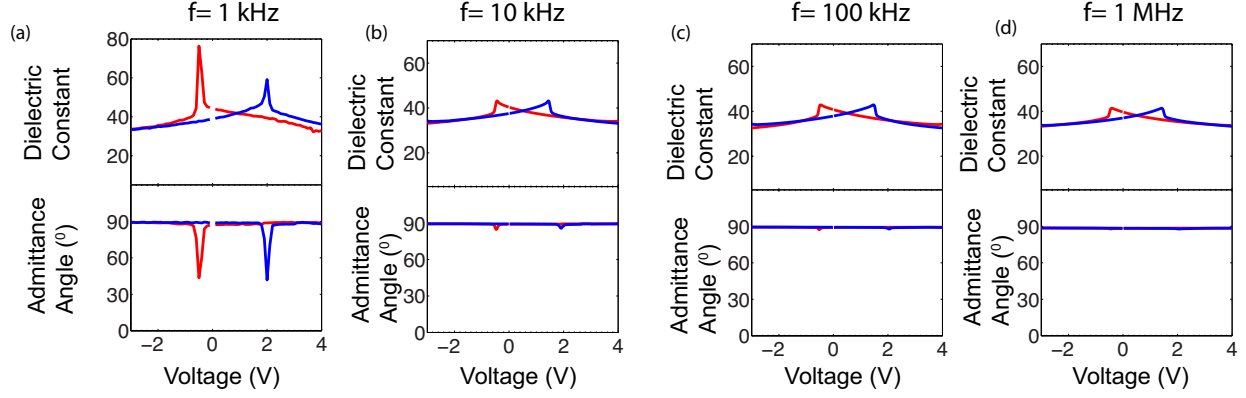 f= 1 kHz
f= 10 kHz
f= 100 kHz
f= 1 MHz
(a)
Dielectric
Constant
80
60
40
20
Admittance
Angle (⁰)
90
60
30
0
−2
0
2
4
Voltage (V)
(b)
Dielectric
Constant
60
40
20
Admittance
Angle (⁰)
90
60
30
0
−2
0
2
4
Voltage (V)
(c)
Dielectric
Constant
60
40
20
Admittance
Angle (⁰)
90
60
30
0
−2
0
2
4
Voltage (V)
(d)
Dielectric
Constant
60
40
20
Admittance
Angle (⁰)
90
60
30
0
−2
0
2
4
Voltage (V)